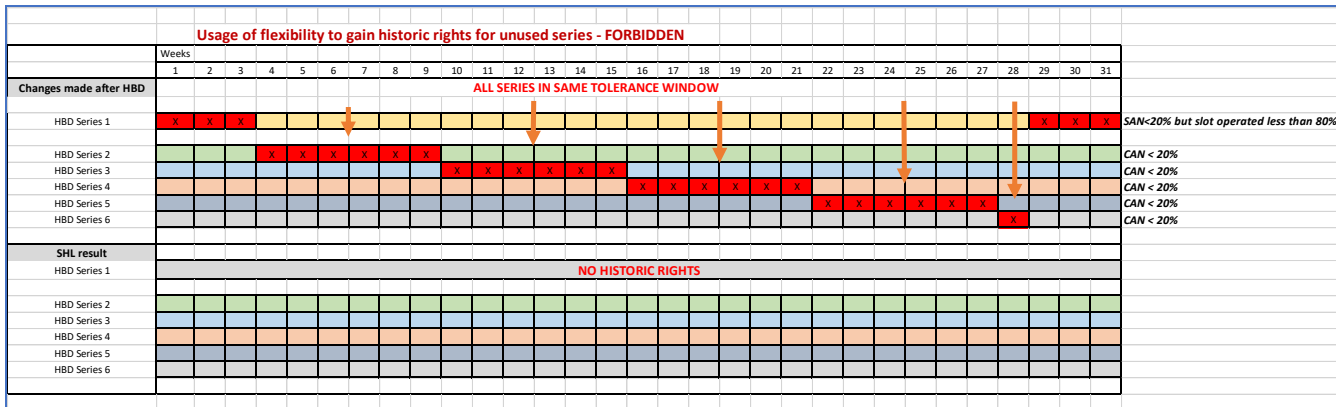 Usage of flexibility to gain historic rights for unused series - FORBIDDEN
Weeks
1 2 3 4 5 6 7 8 9 10 11 12 13 14 15 16 17 18 19 20 21 22 23 24 25 26 27 28 29 30 31
Changes made after HBD ALL SERIES IN SAME TOLERANCE WINDOW
HBD Series 1 X X X X X X SAN<20% but slot operated less than 80%
HBD Series 2 X X X X X X CAN < 20%
HBD Series 3 X X X X X X CAN < 20%
HBD Series 4 X X X X X X CAN < 20%
HBD Series 5 X X X X X X CAN < 20%
HBD Series 6 X CAN < 20%
SHL result
HBD Series 1 NO HISTORIC RIGHTS
HBD Series 2
HBD Series 3
HBD Series 4
HBD Series 5
HBD Series 6